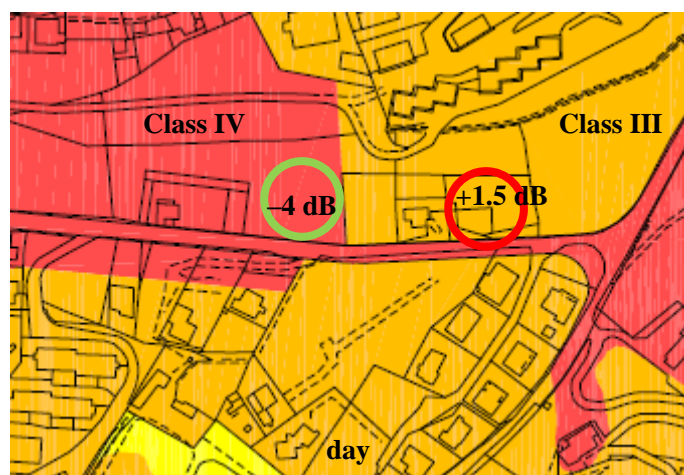 Class IV
Class III
–4 dB
+1.5 dB
day